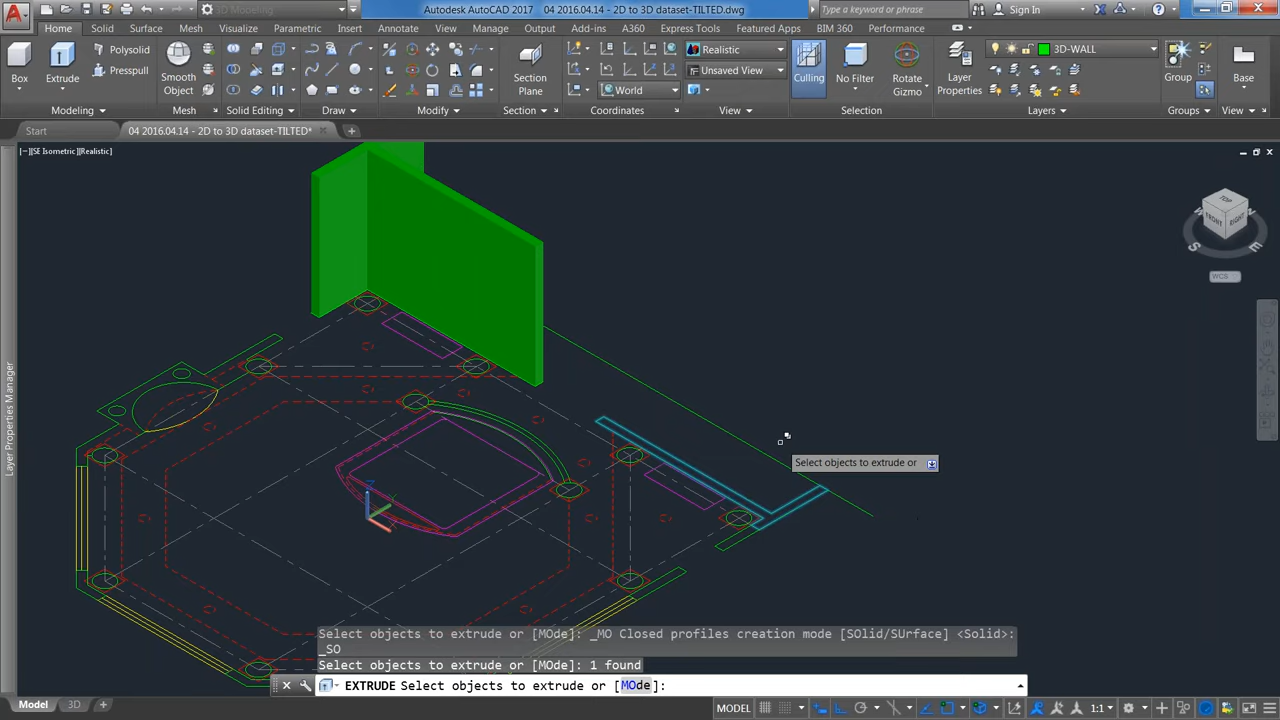 Autodesk AutoCAD 2017 04 2016.04.14 - 2D to 3D dataset-TILTED.dwg
3D Modeling
Type a keyword or phrase
Sign In
Home Solid Surface Mesh Visualize Parametric Insert Annotate View Manage Output Add-ins A360 Express Tools Featured Apps BIM 360 Performance
Polysolid
Presspull
Box
Extrude
Smooth
Object
Section
Plane
Realistic
Unsaved View
World
Culling
No Filter
Rotate
Gizmo
Layer
Properties
3D-WALL
Group
Base
Modeling
Mesh
Solid Editing
Draw
Modify
Section
Coordinates
View
Selection
Layers
Groups
View
Start
04 2016.04.14 - 2D to 3D dataset-TILTED*
[−][SE Isometric][Realistic]
Layer Properties Manager
TOP
FRONT
RIGHT
N
W
S
E
WCS
Z
Y
X
Select objects to extrude or
Select objects to extrude or [MOde]: _MO Closed profiles creation mode [SOlid/SUrface] <Solid>:
_SO
Select objects to extrude or [MOde]: 1 found
EXTRUDE Select objects to extrude or [MOde]:
Model
3D
MODEL
1:1